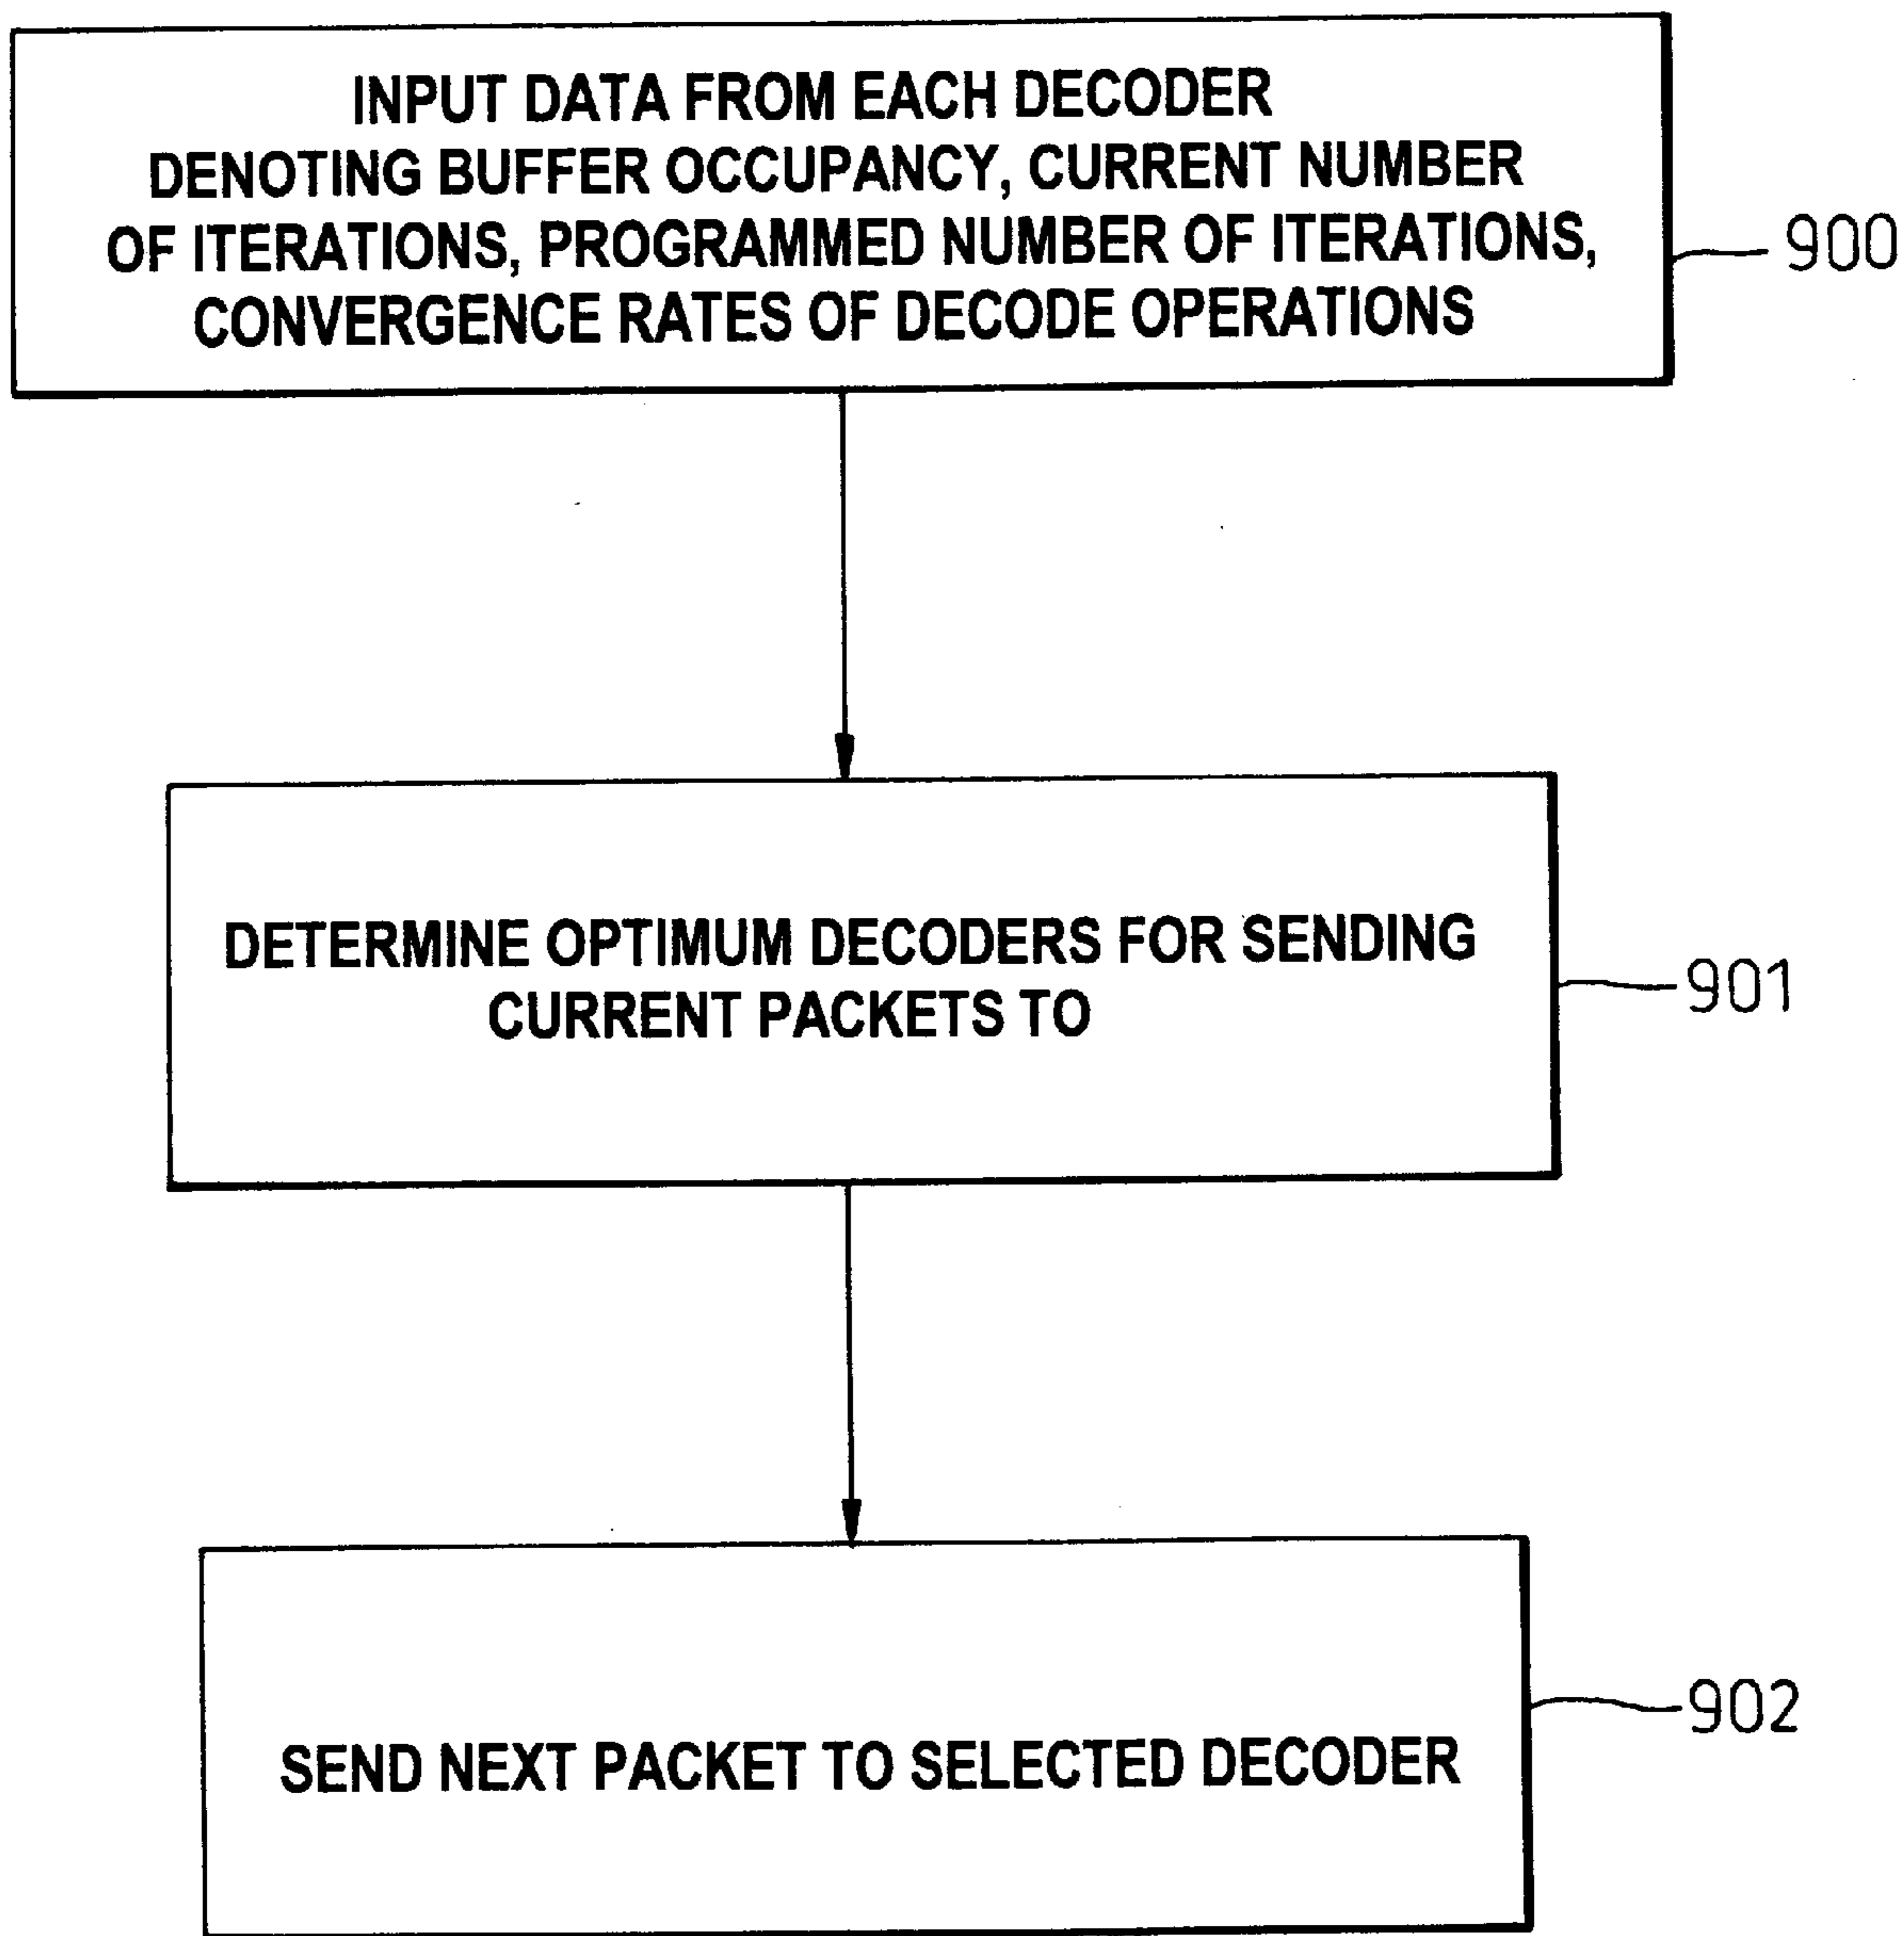 INPUT DATA FROM EACH DECODER
DENOTING BUFFER OCCUPANCY, CURRENT NUMBER
OF ITERATIONS, PROGRAMMED NUMBER OF ITERATIONS,
CONVERGENCE RATES OF DECODE OPERATIONS
900
DETERMINE OPTIMUM DECODERS FOR SENDING
CURRENT PACKETS TO
901
SEND NEXT PACKET TO SELECTED DECODER
902